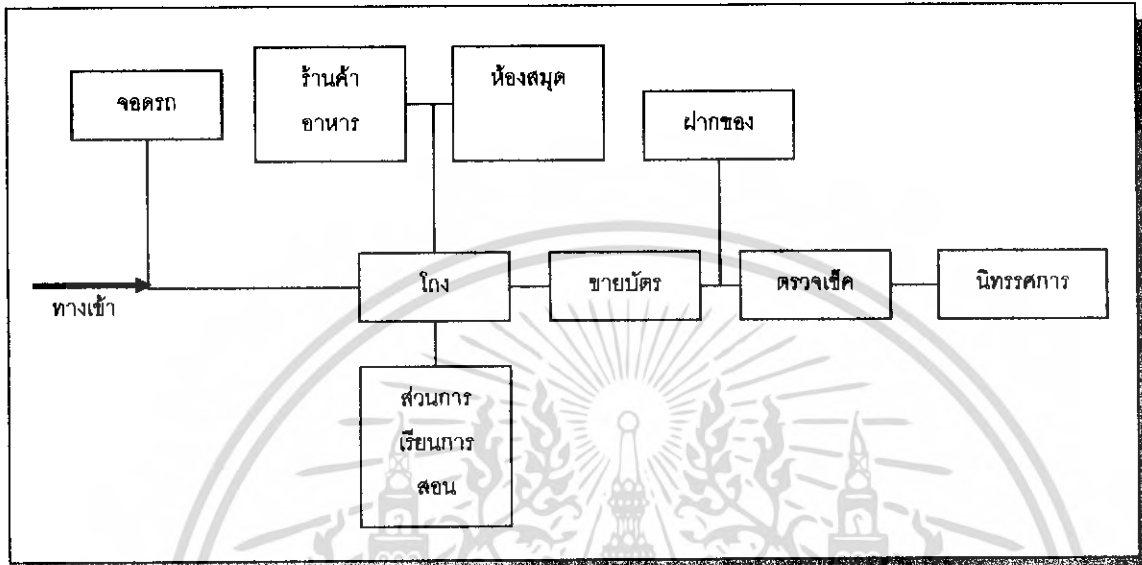 จอดรถ
ร้านค้า
อาหาร
ห้องสมุด
ฝากของ
ทางเข้า
โถง
ขายบัตร
ตรวจเช็ค
นิทรรศการ
ส่วนการ
เรียนการ
สอน